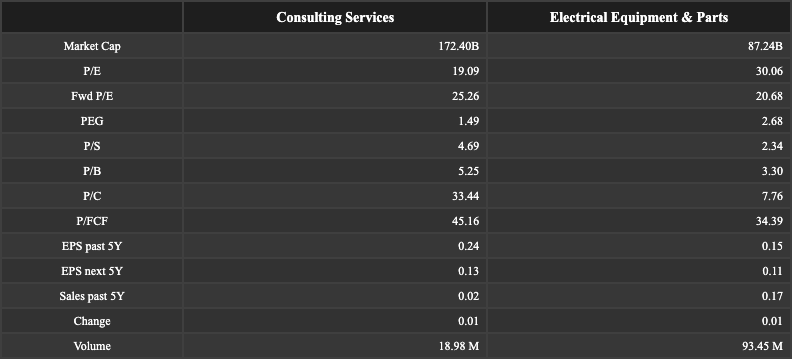 Consulting Services Electrical Equipment & Parts
Market Cap 172.40B 87.24B
P/E 19.09 30.06
Fwd P/E 25.26 20.68
PEG 1.49 2.68
P/S 4.69 2.34
P/B 5.25 3.30
P/C 33.44 7.76
P/FCF 45.16 34.39
EPS past 5Y 0.24 0.15
EPS next 5Y 0.13 0.11
Sales past 5Y 0.02 0.17
Change 0.01 0.01
Volume 18.98 M 93.45 M